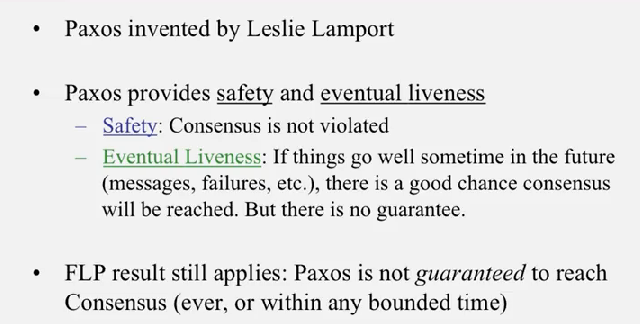 • Paxos invented by Leslie Lamport
• Paxos provides safety and eventual liveness
– Safety: Consensus is not violated
– Eventual Liveness: If things go well sometime in the future
(messages, failures, etc.), there is a good chance consensus
will be reached. But there is no guarantee.
• FLP result still applies: Paxos is not guaranteed to reach
Consensus (ever, or within any bounded time)